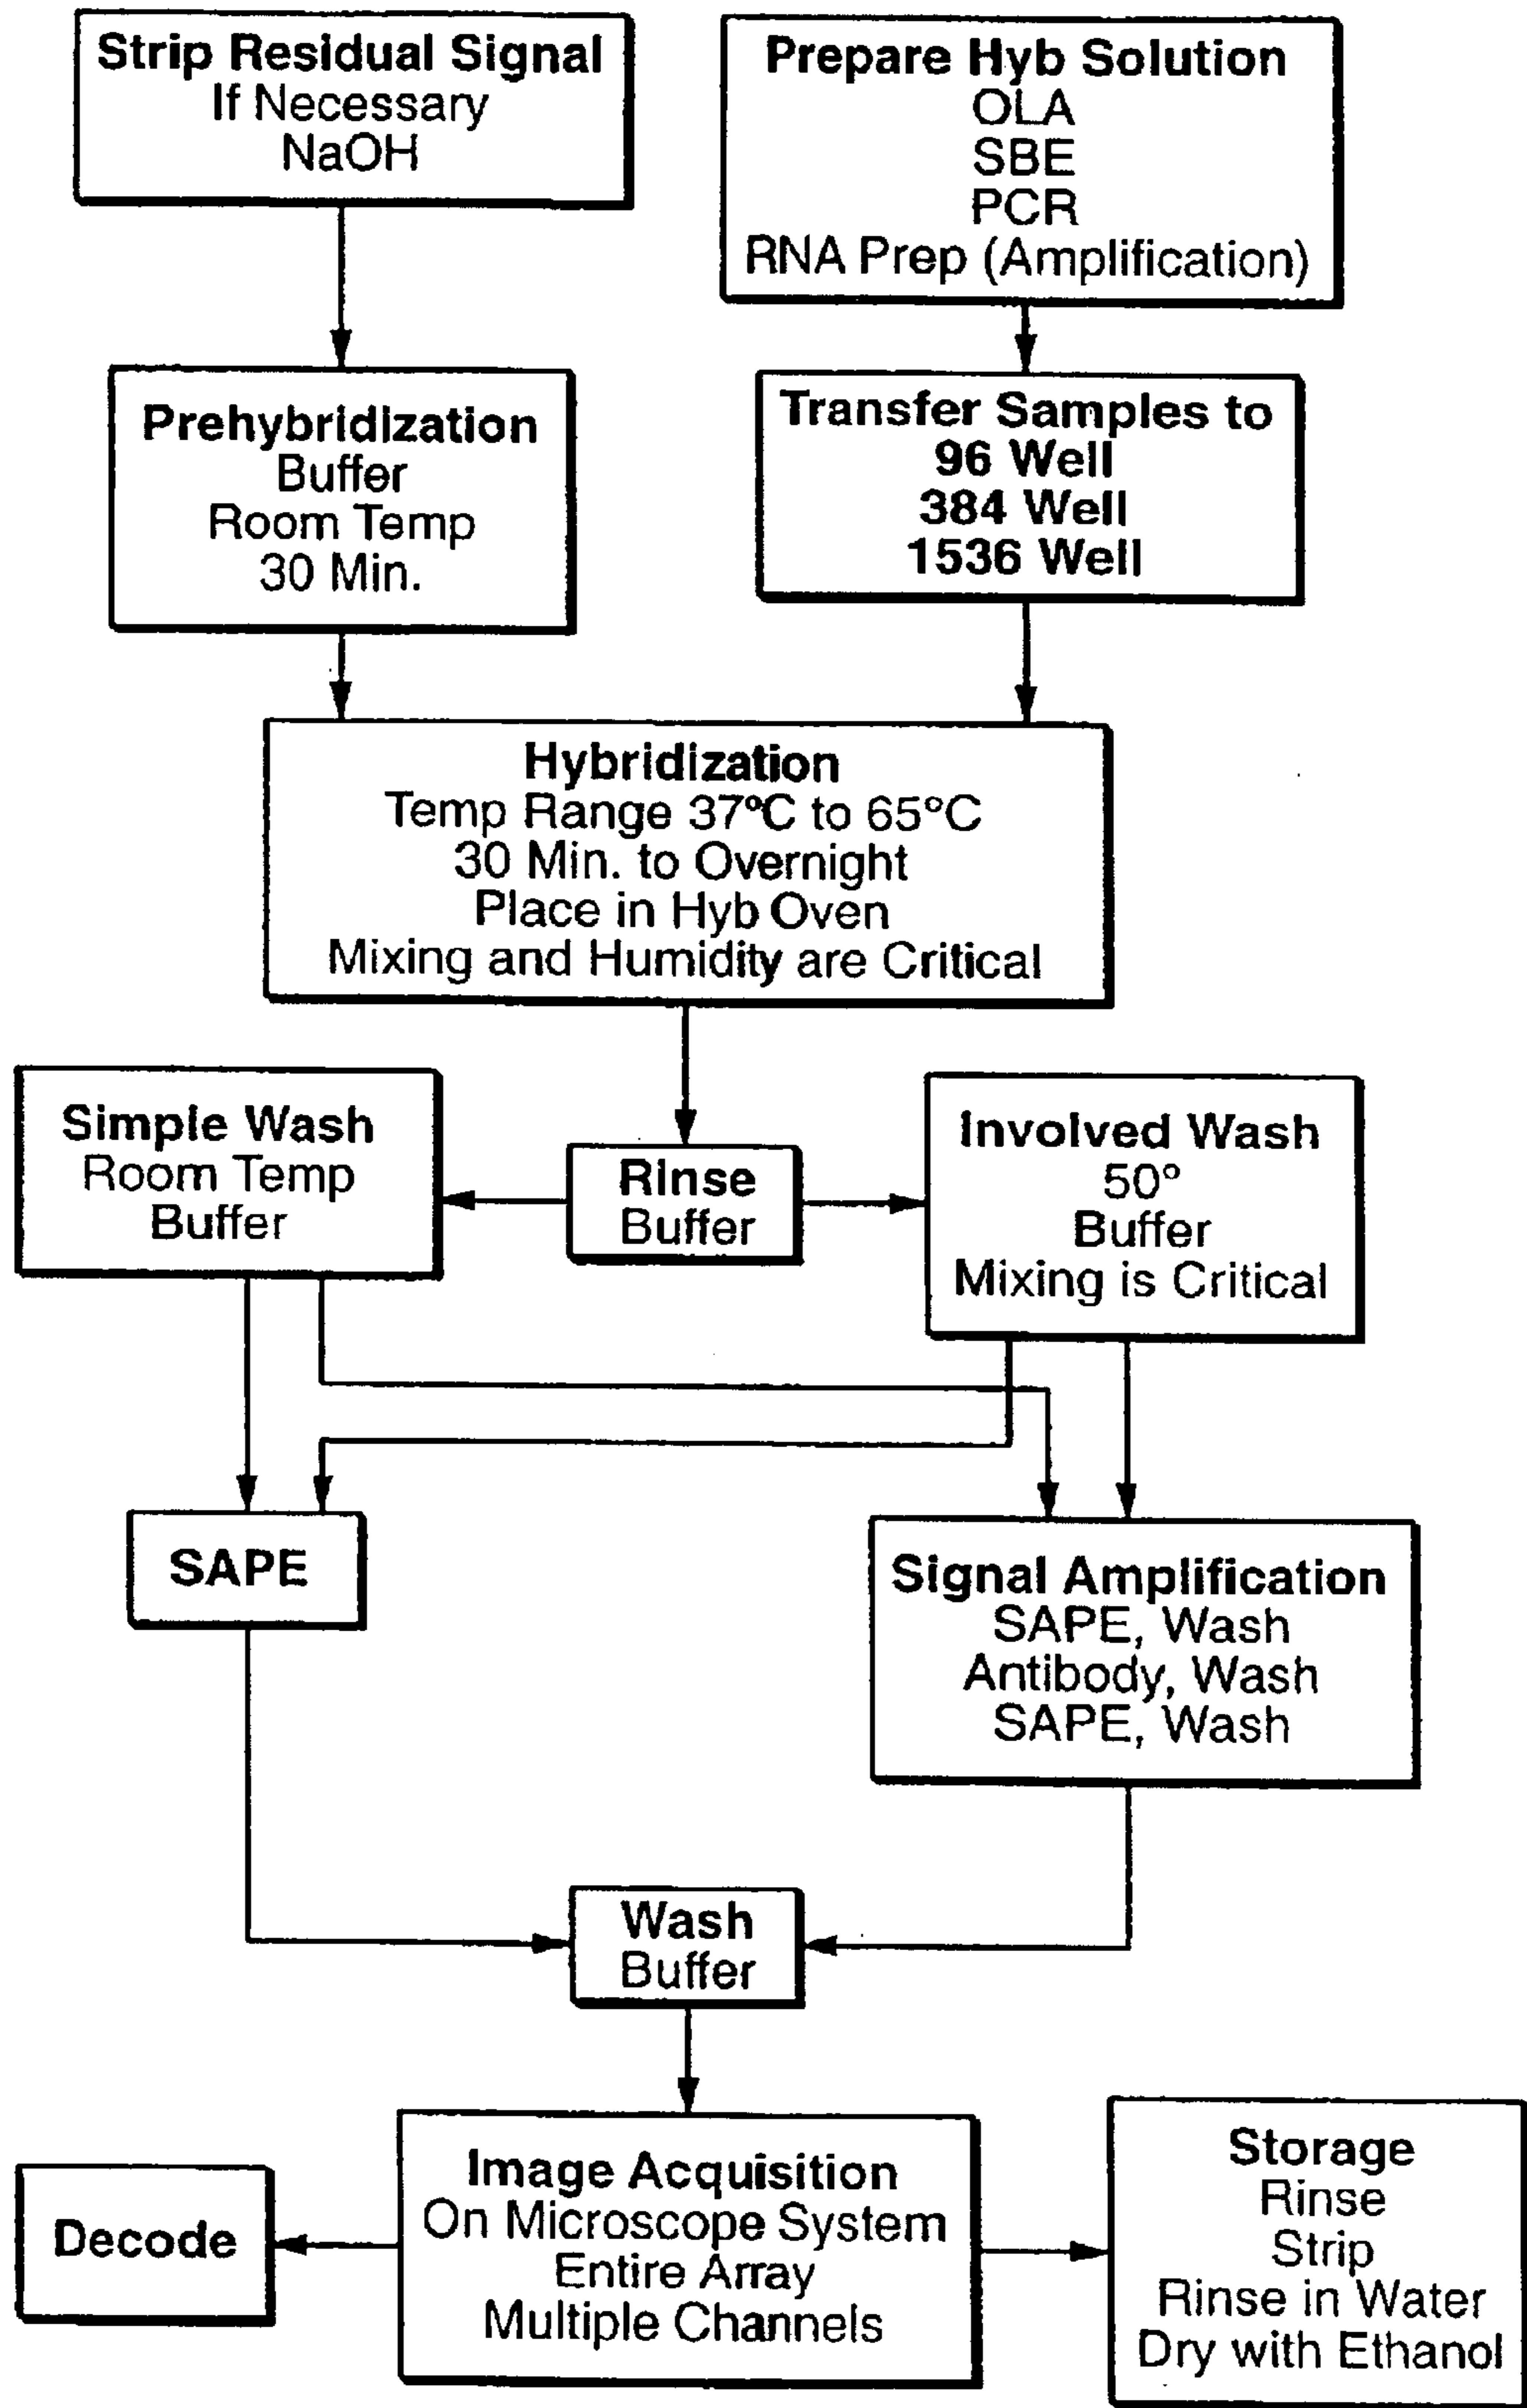 Strip Residual Signal
If Necessary
NaOH
Prepare Hyb Solution
OLA
SBE
PCR
RNA Prep (Amplification)
Prehybridization
Buffer
Room Temp
30 Min.
Transfer Samples to
96 Well
384 Well
1536 Well
Hybridization
Temp Range 37°C to 65°C
30 Min. to Overnight
Place in Hyb Oven
Mixing and Humidity are Critical
Simple Wash
Room Temp
Buffer
Rinse
Buffer
Involved Wash
50°
Buffer
Mixing is Critical
SAPE
Signal Amplification
SAPE, Wash
Antibody, Wash
SAPE, Wash
Wash
Buffer
Decode
Image Acquisition
On Microscope System
Entire Array
Multiple Channels
Storage
Rinse
Strip
Rinse in Water
Dry with Ethanol